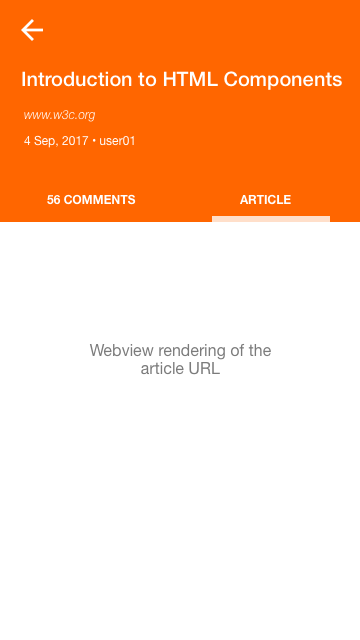 Introduction to HTML Components
www.w3c.org
4 Sep, 2017 • user01
56 COMMENTS
ARTICLE
Webview rendering of the
article URL